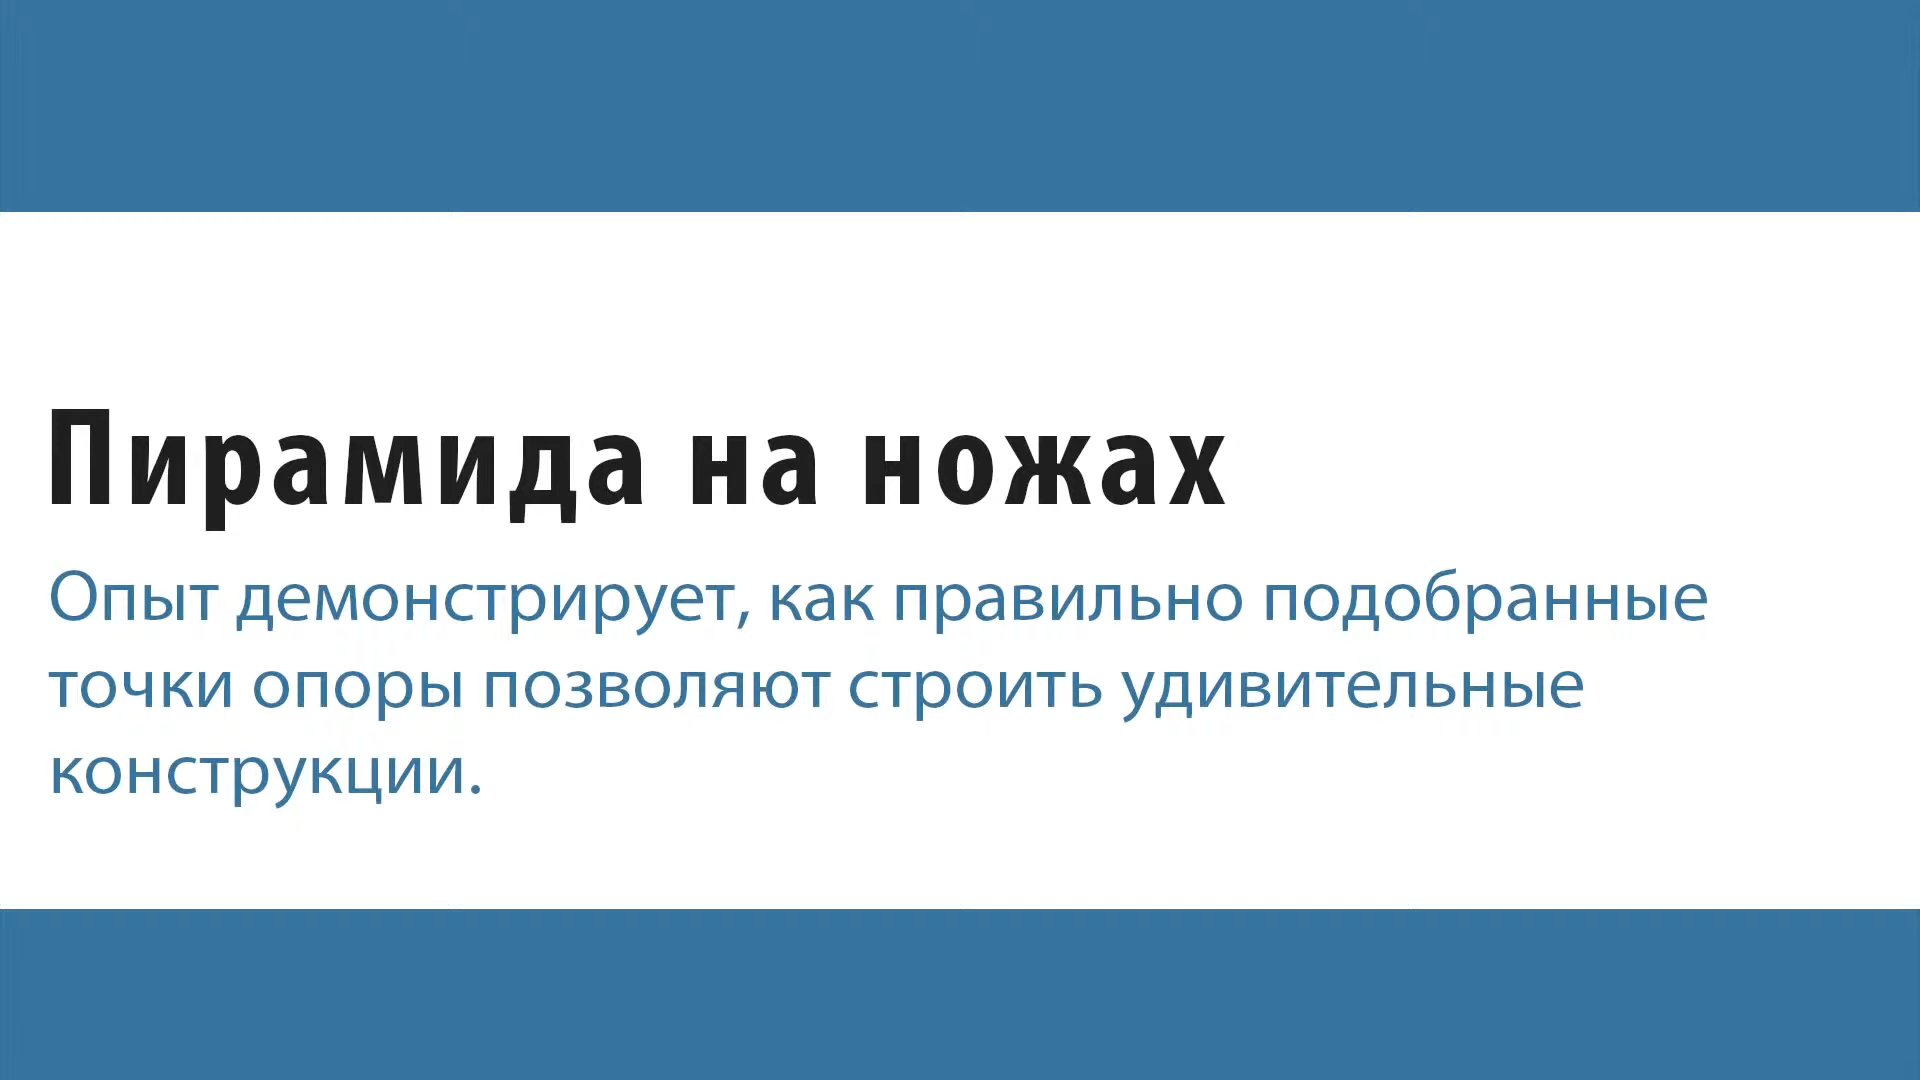 Пирамида на ножах
Опыт демонстрирует, как правильно подобранные
точки опоры позволяют строить удивительные
конструкции.